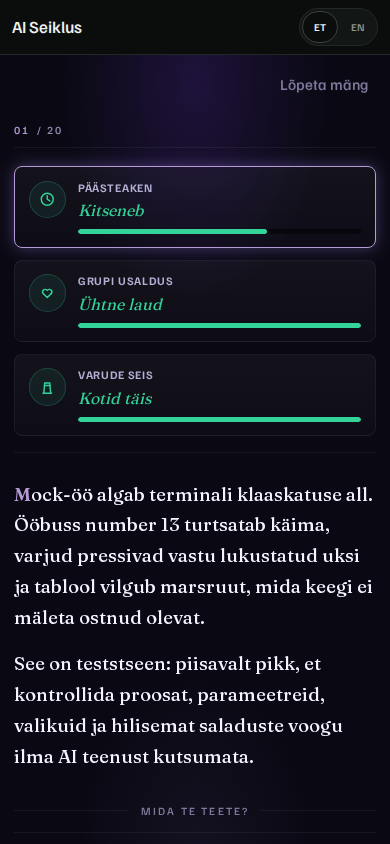 AI Seiklus
ET EN
Lõpeta mäng
01 / 20
PÄÄSTEAKEN
Kitseneb
GRUPI USALDUS
Ühtne laud
VARUDE SEIS
Kotid täis
Mock-öö algab terminali klaaskatuse all.
Ööbuss number 13 turtsatab käima,
varjud pressivad vastu lukustatud uksi
ja tablool vilgub marsruut, mida keegi ei
mäleta ostnud olevat.
See on teststseen: piisavalt pikk, et
kontrollida proosat, parameetreid,
valikuid ja hilisemat saladuste voogu
ilma AI teenust kutsumata.
MIDA TE TEETE?